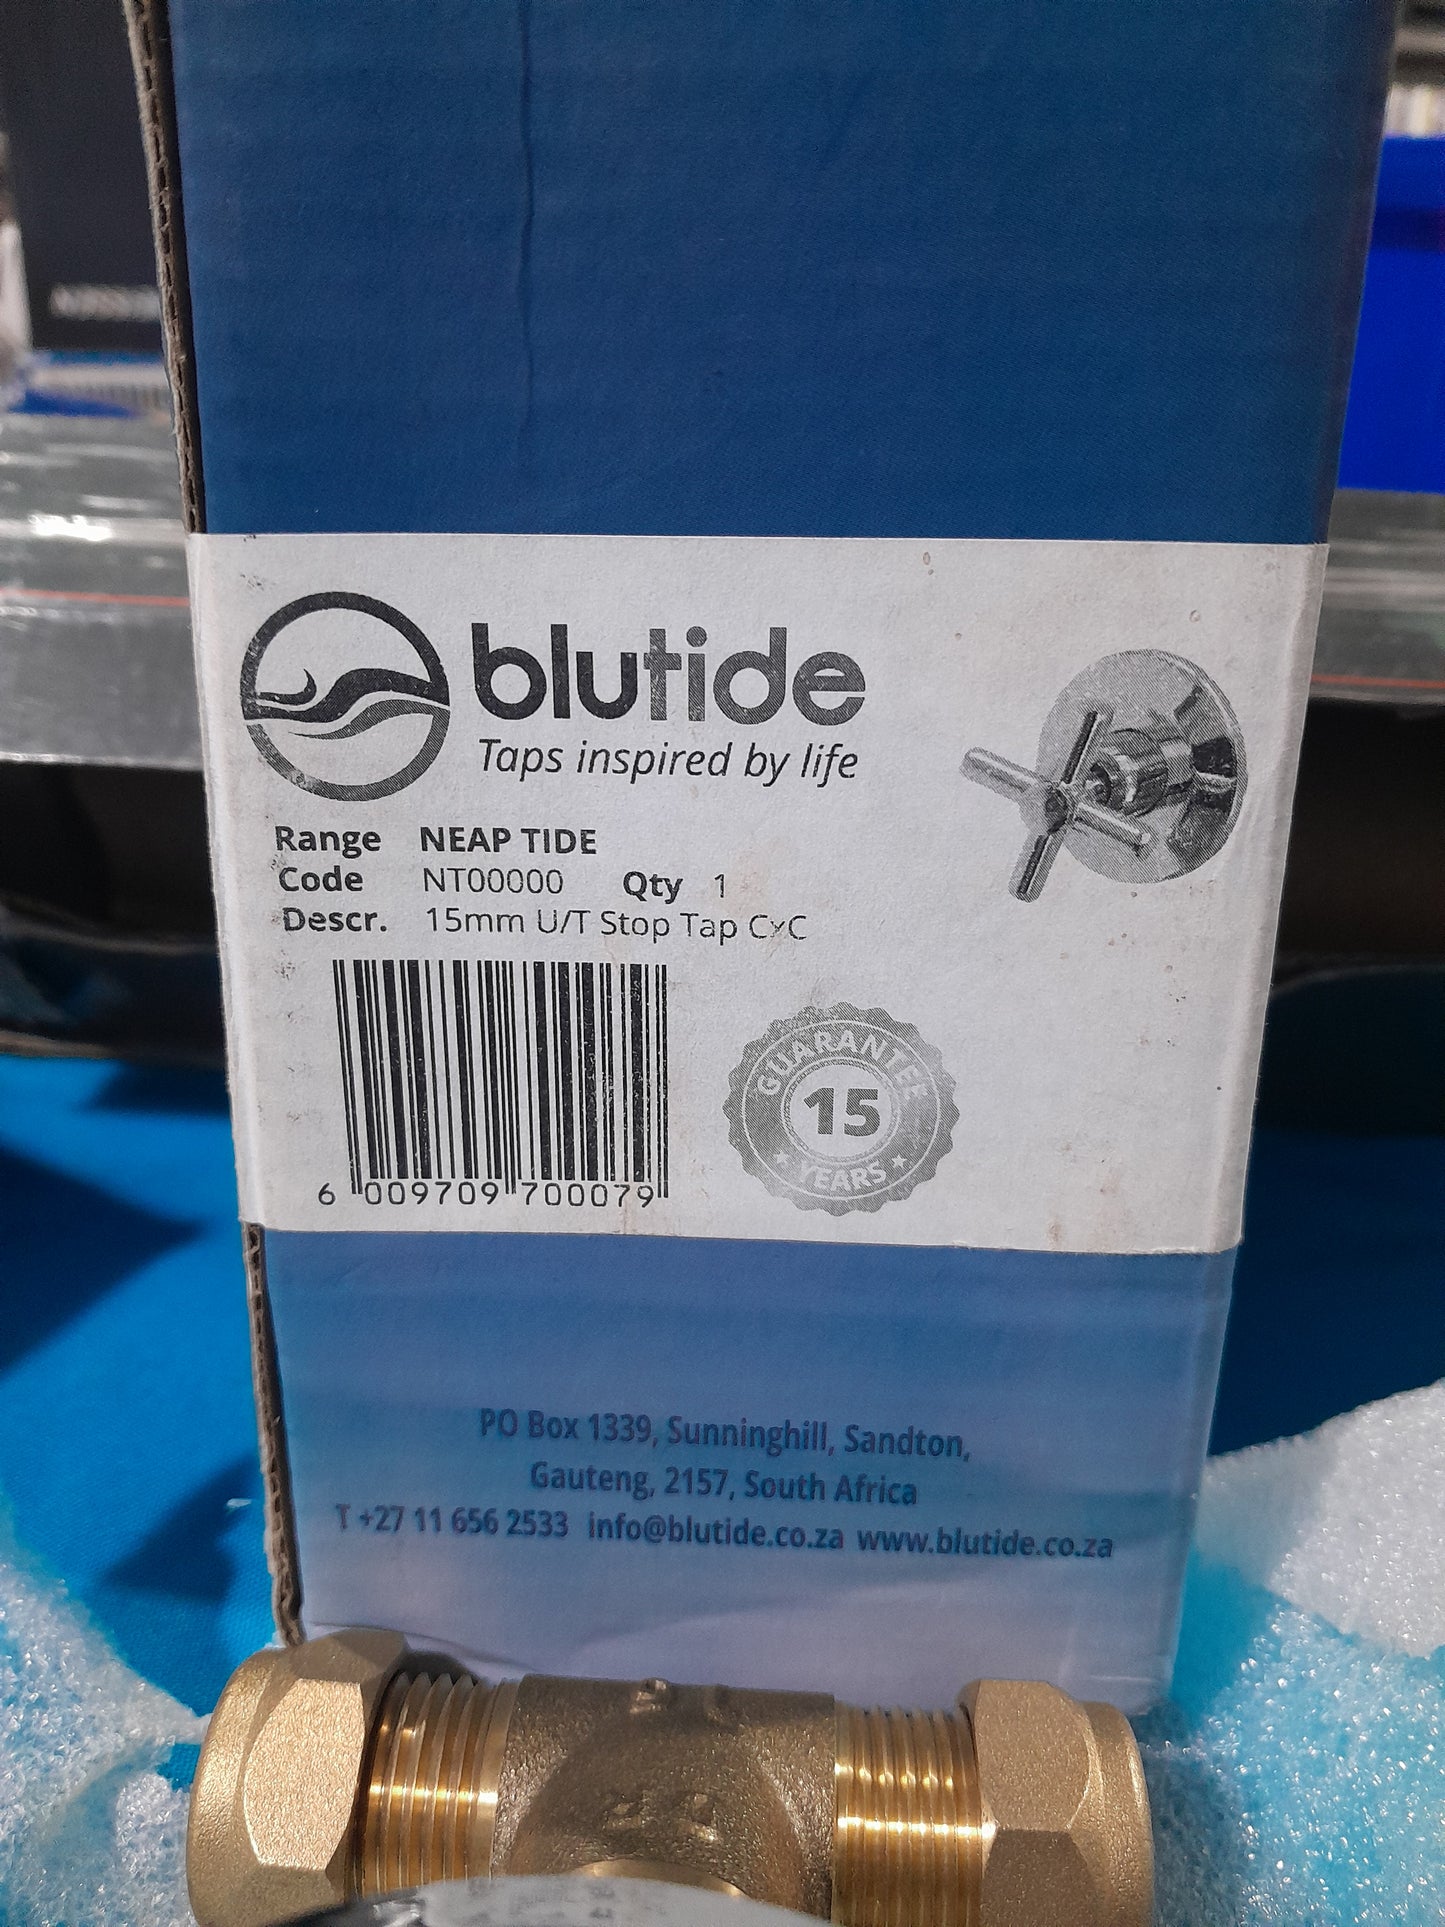 blutide
Taps inspired by life
Range NEAP TIDE
Code NT00000 Qty 1
Descr. 15mm U/T Stop Tap CxC
6 009709 700079
GUARANTEE
15
YEARS
PO Box 1339, Sunninghill, Sandton,
Gauteng, 2157, South Africa
T +27 11 656 2533 info@blutide.co.za www.blutide.co.za